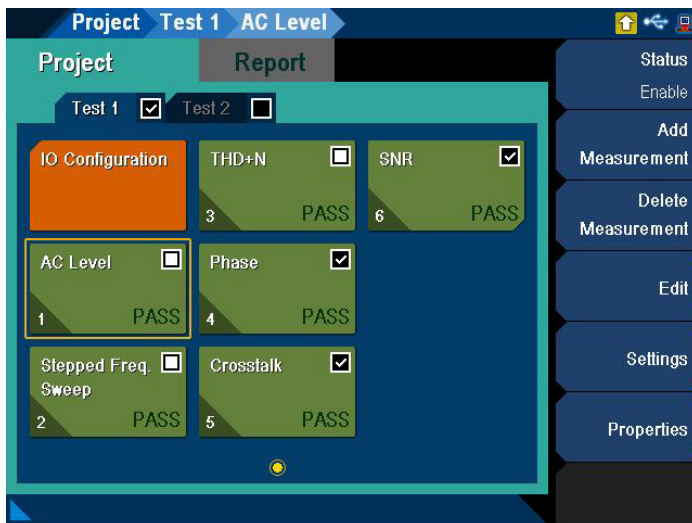 Project Test 1 AC Level
Project Report
Test 1 Test 2
IO Configuration
THD+N
3 PASS
SNR
6 PASS
AC Level
1 PASS
Phase
4 PASS
Stepped Freq.
Sweep
2 PASS
Crosstalk
5 PASS
Status
Enable
Add
Measurement
Delete
Measurement
Edit
Settings
Properties